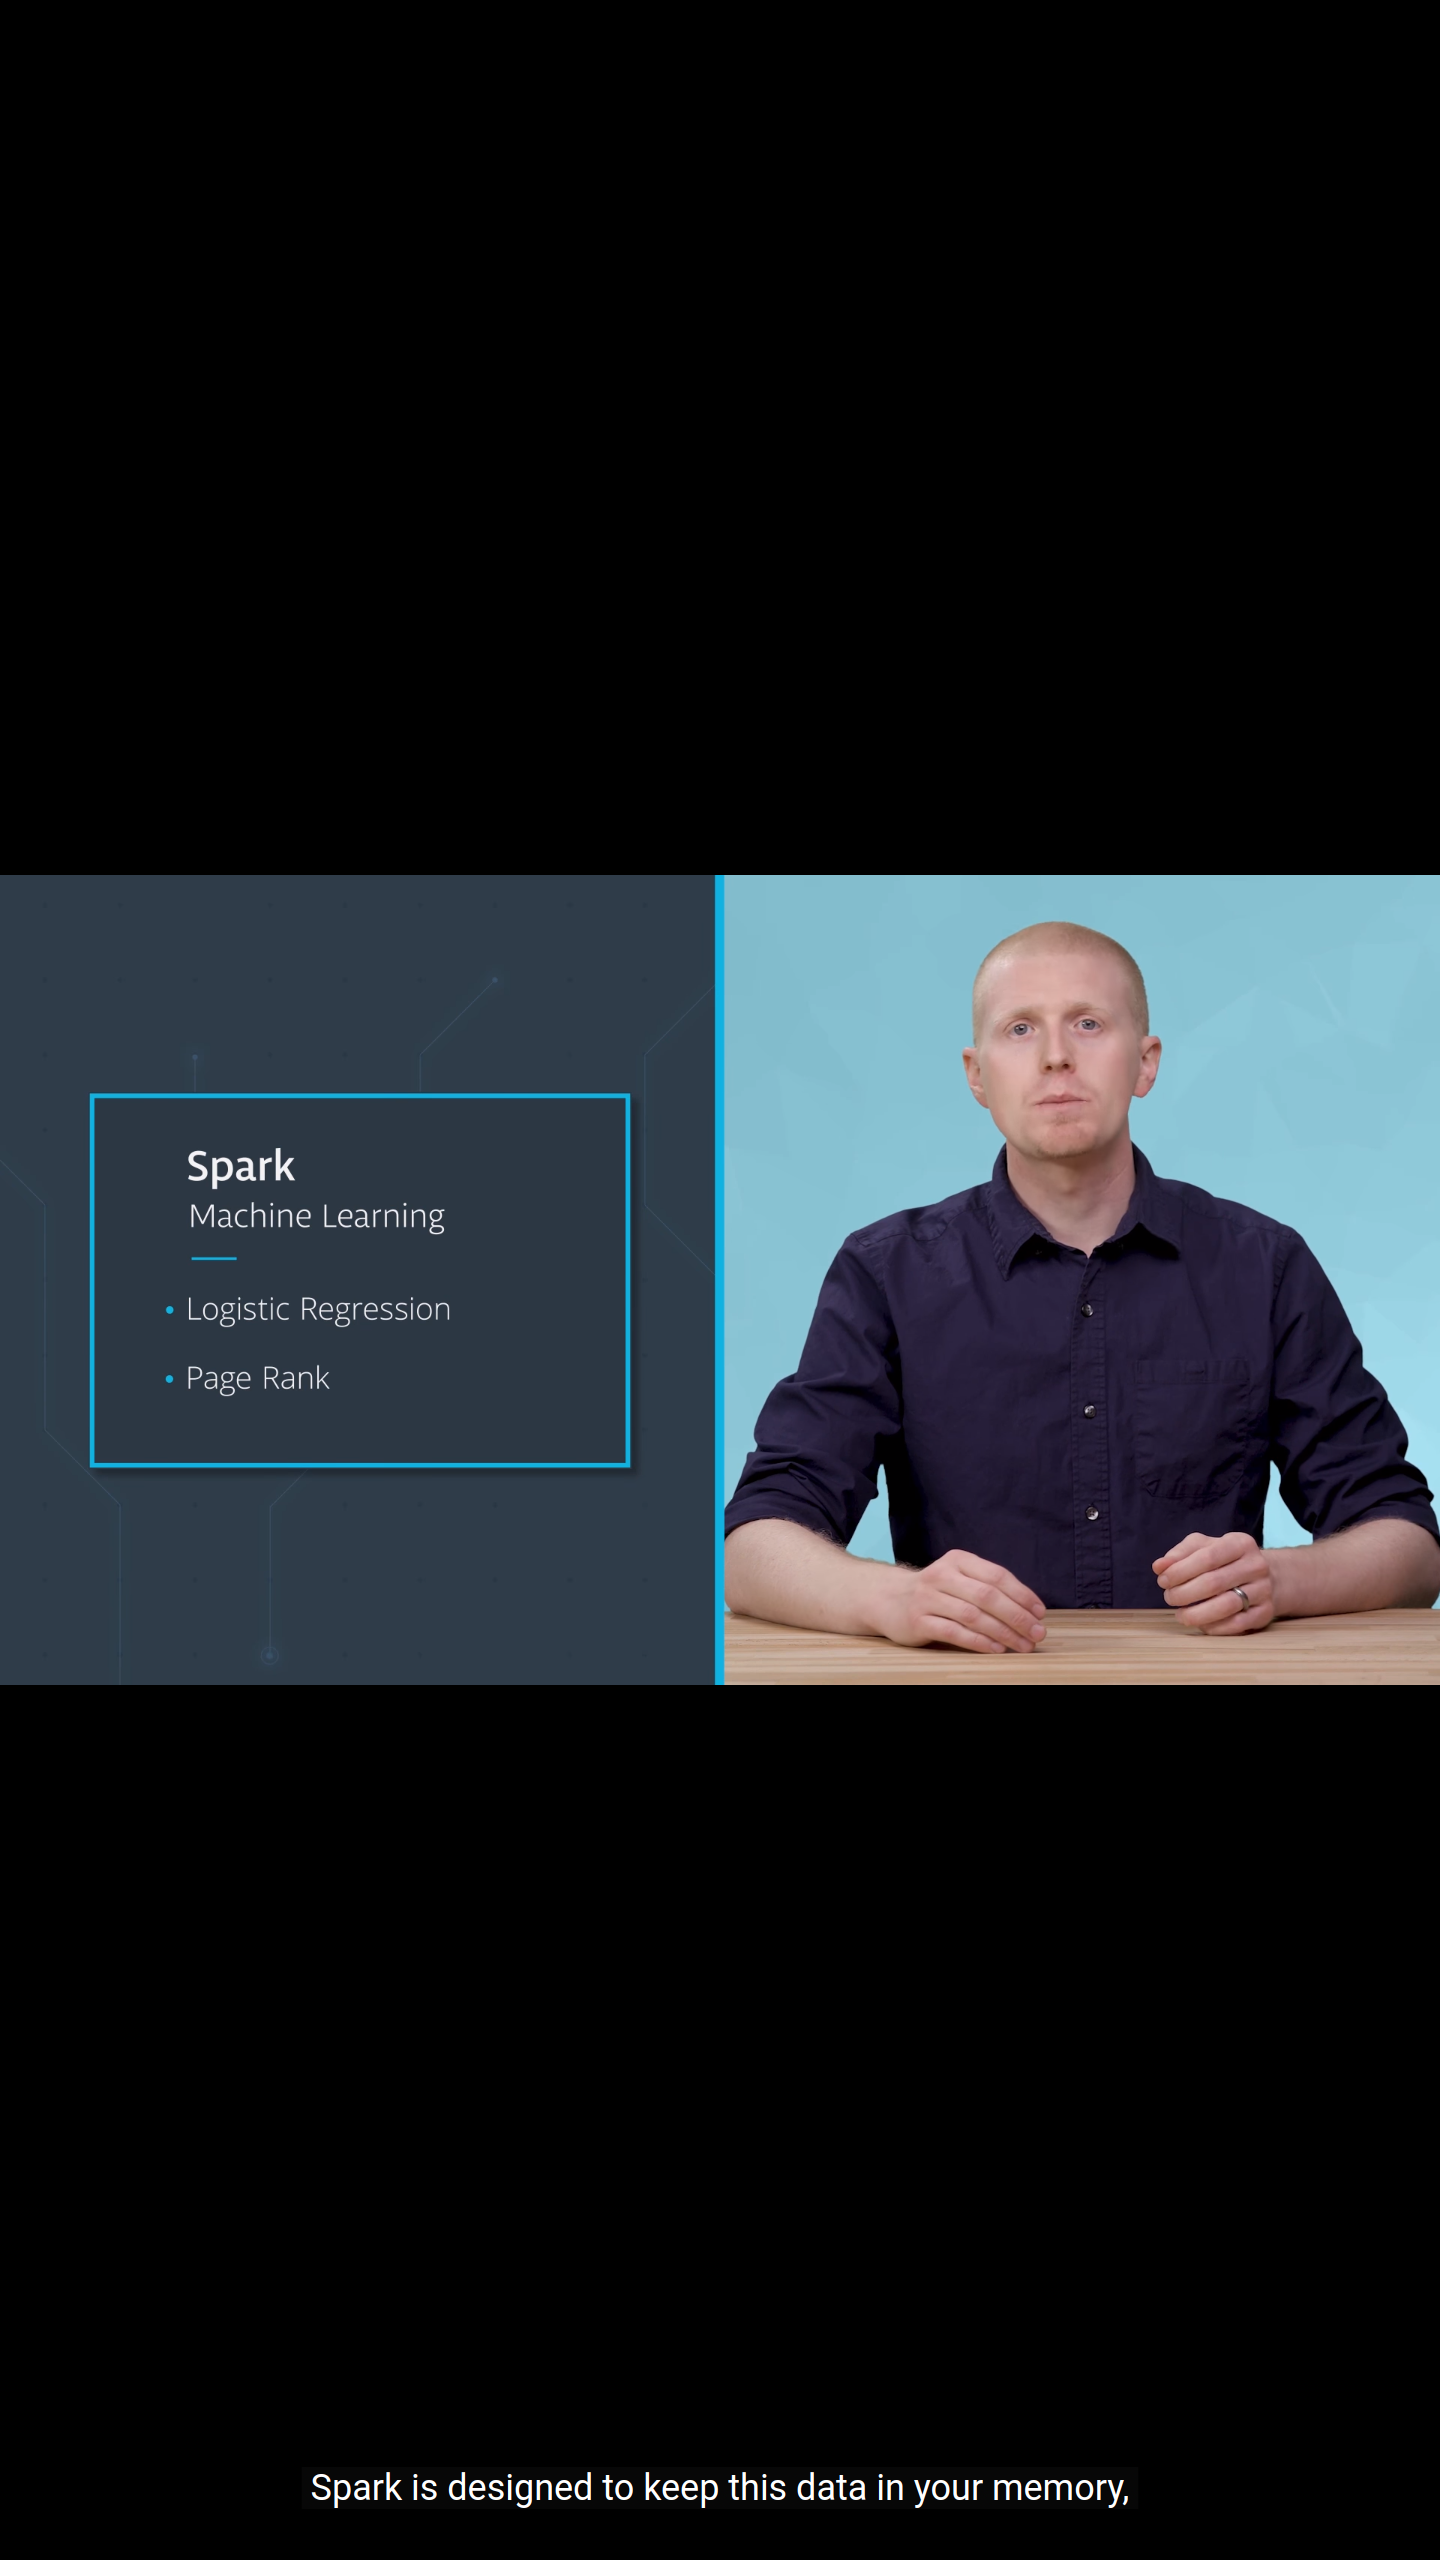 Spark
Machine Learning
• Logistic Regression
• Page Rank
Spark is designed to keep this data in your memory,